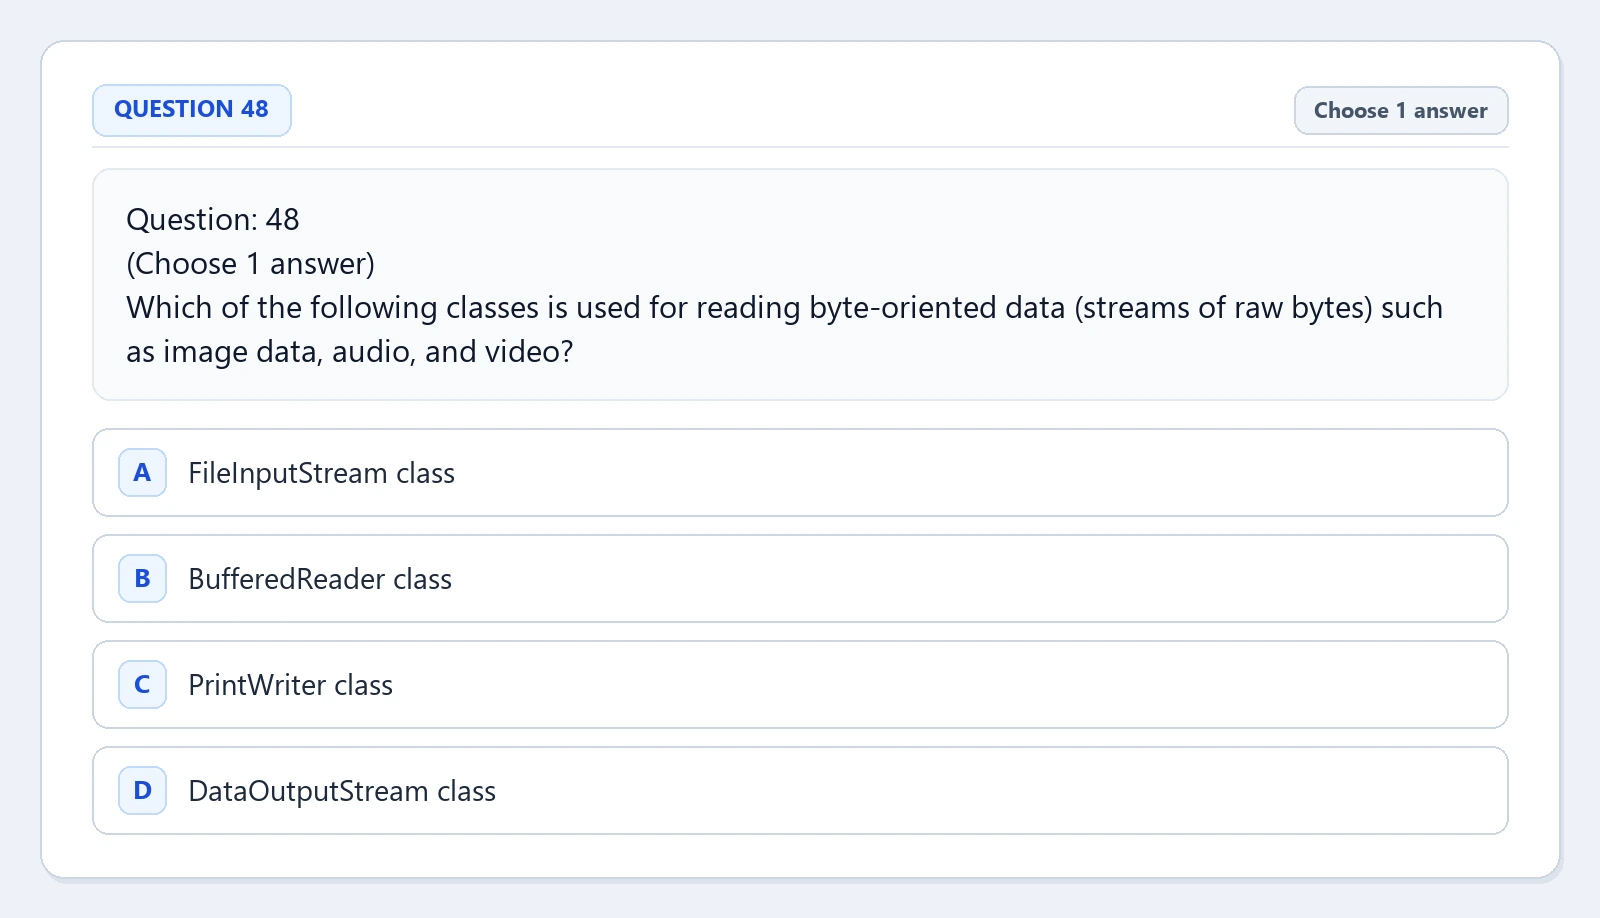 QUESTION 48
Choose 1 answer
Question: 48
(Choose 1 answer)
Which of the following classes is used for reading byte-oriented data (streams of raw bytes) such
as image data, audio, and video?
A FileInputStream class
B BufferedReader class
C PrintWriter class
D DataOutputStream class